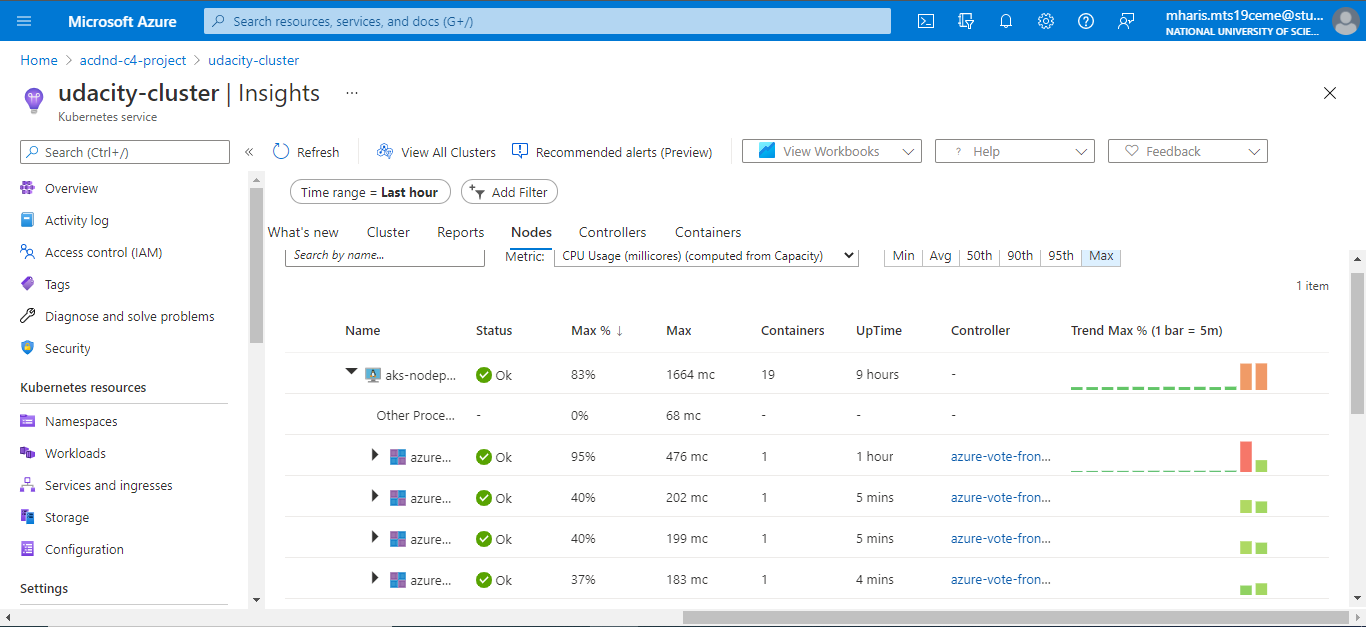 Microsoft Azure
Search resources, services, and docs (G+/)
mharis.mts19ceme@stu...
NATIONAL UNIVERSITY OF SCIE...
Home > acdnd-c4-project > udacity-cluster
udacity-cluster | Insights ...
Kubernetes service
Search (Ctrl+/)
«
Refresh
View All Clusters
Recommended alerts (Preview)
View Workbooks
? Help
Feedback
Overview
Activity log
Access control (IAM)
Tags
Diagnose and solve problems
Security
Kubernetes resources
Namespaces
Workloads
Services and ingresses
Storage
Configuration
Settings
Time range = Last hour
Add Filter
What's new Cluster Reports Nodes Controllers Containers
Search by name...
Metric: CPU Usage (millicores) (computed from Capacity)
Min Avg 50th 90th 95th Max
1 item
Name Status Max % ↓ Max Containers UpTime Controller Trend Max % (1 bar = 5m)
aks-nodep... Ok 83% 1664 mc 19 9 hours -
Other Proce... - 0% 68 mc - - -
azure... Ok 95% 476 mc 1 1 hour azure-vote-fron...
azure... Ok 40% 202 mc 1 5 mins azure-vote-fron...
azure... Ok 40% 199 mc 1 5 mins azure-vote-fron...
azure... Ok 37% 183 mc 1 4 mins azure-vote-fron...